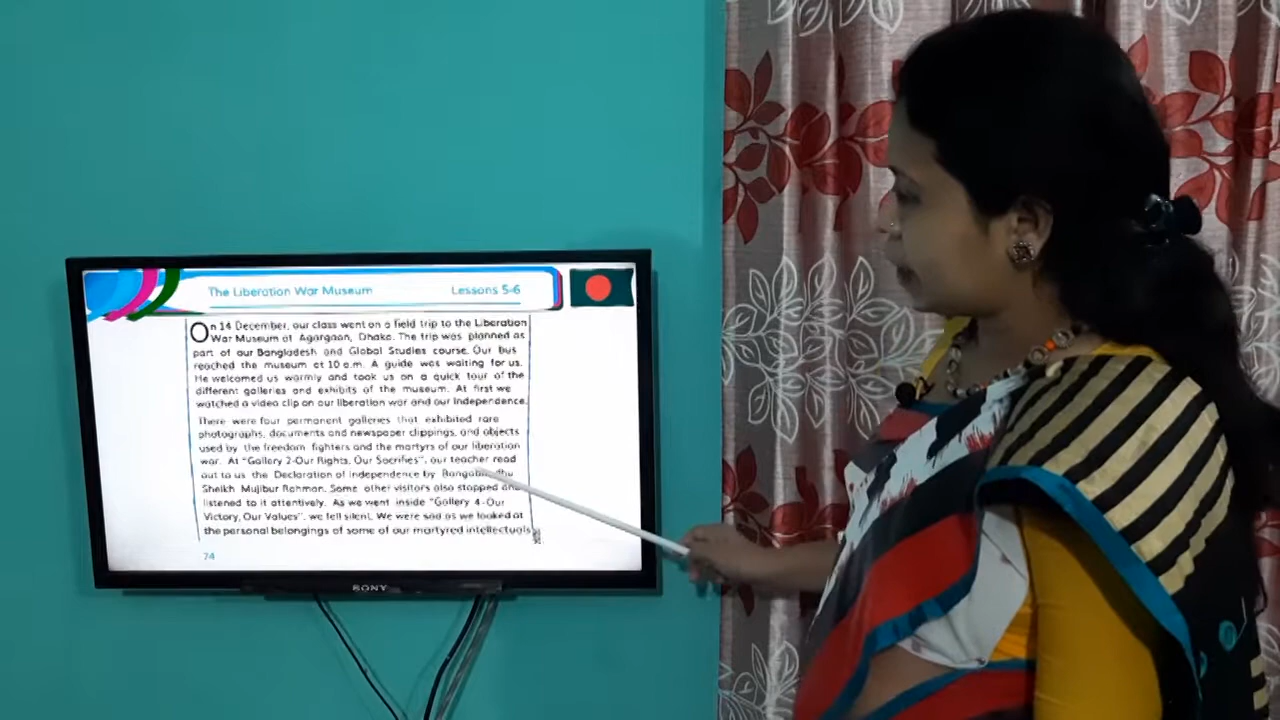 The Liberation War Museum
Lessons 5-6
On 14 December, our class went on a field trip to the Liberation
War Museum at Agargaon, Dhaka. The trip was planned as
part of our Bangladesh and Global Studies course. Our bus
reached the museum at 10 a.m. A guide was waiting for us.
He welcomed us warmly and took us on a quick tour of the
different galleries and exhibits of the museum. At first we
watched a video clip on our liberation war and our independence.
There were four permanent galleries that exhibited rare
photographs, documents and newspaper clippings, and objects
used by the freedom fighters and the martyrs of our liberation
war. At "Gallery 2-Our Rights, Our Sacrifies", our teacher read
out to us the Declaration of independence by Bangabandhu
Sheikh Mujibur Rahman. Some other visitors also stopped and
listened to it attentively. As we went inside "Gallery 4-Our
Victory, Our Values", we fell silent. We were sad as we looked at
the personal belongings of some of our martyred intellectuals
74
SONY